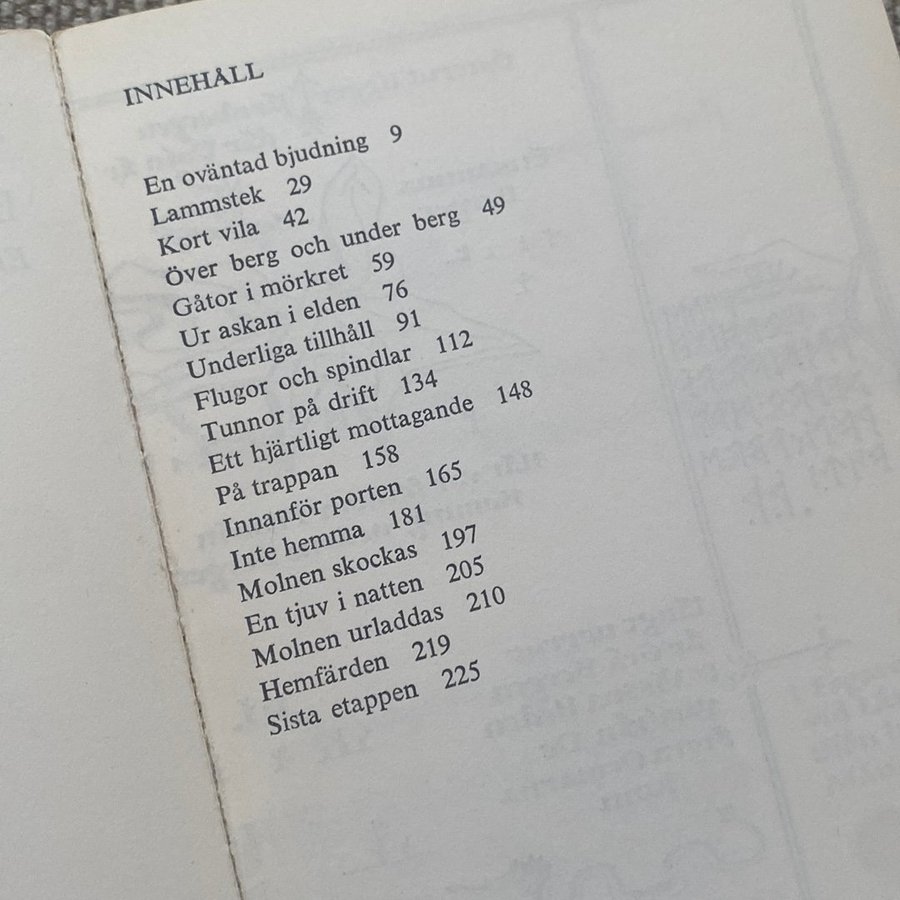 INNEHÅLL
En oväntad bjudning 9
Lammstek 29
Kort vila 42
Över berg och under berg 49
Gåtor i mörkret 59
Ur askan i elden 76
Underliga tillhåll 91
Flugor och spindlar 112
Tunnor på drift 134
Ett hjärtligt mottagande 148
På trappan 158
Innanför porten 165
Inte hemma 181
Molnen skockas 197
En tjuv i natten 205
Molnen urladdas 210
Hemfärden 219
Sista etappen 225